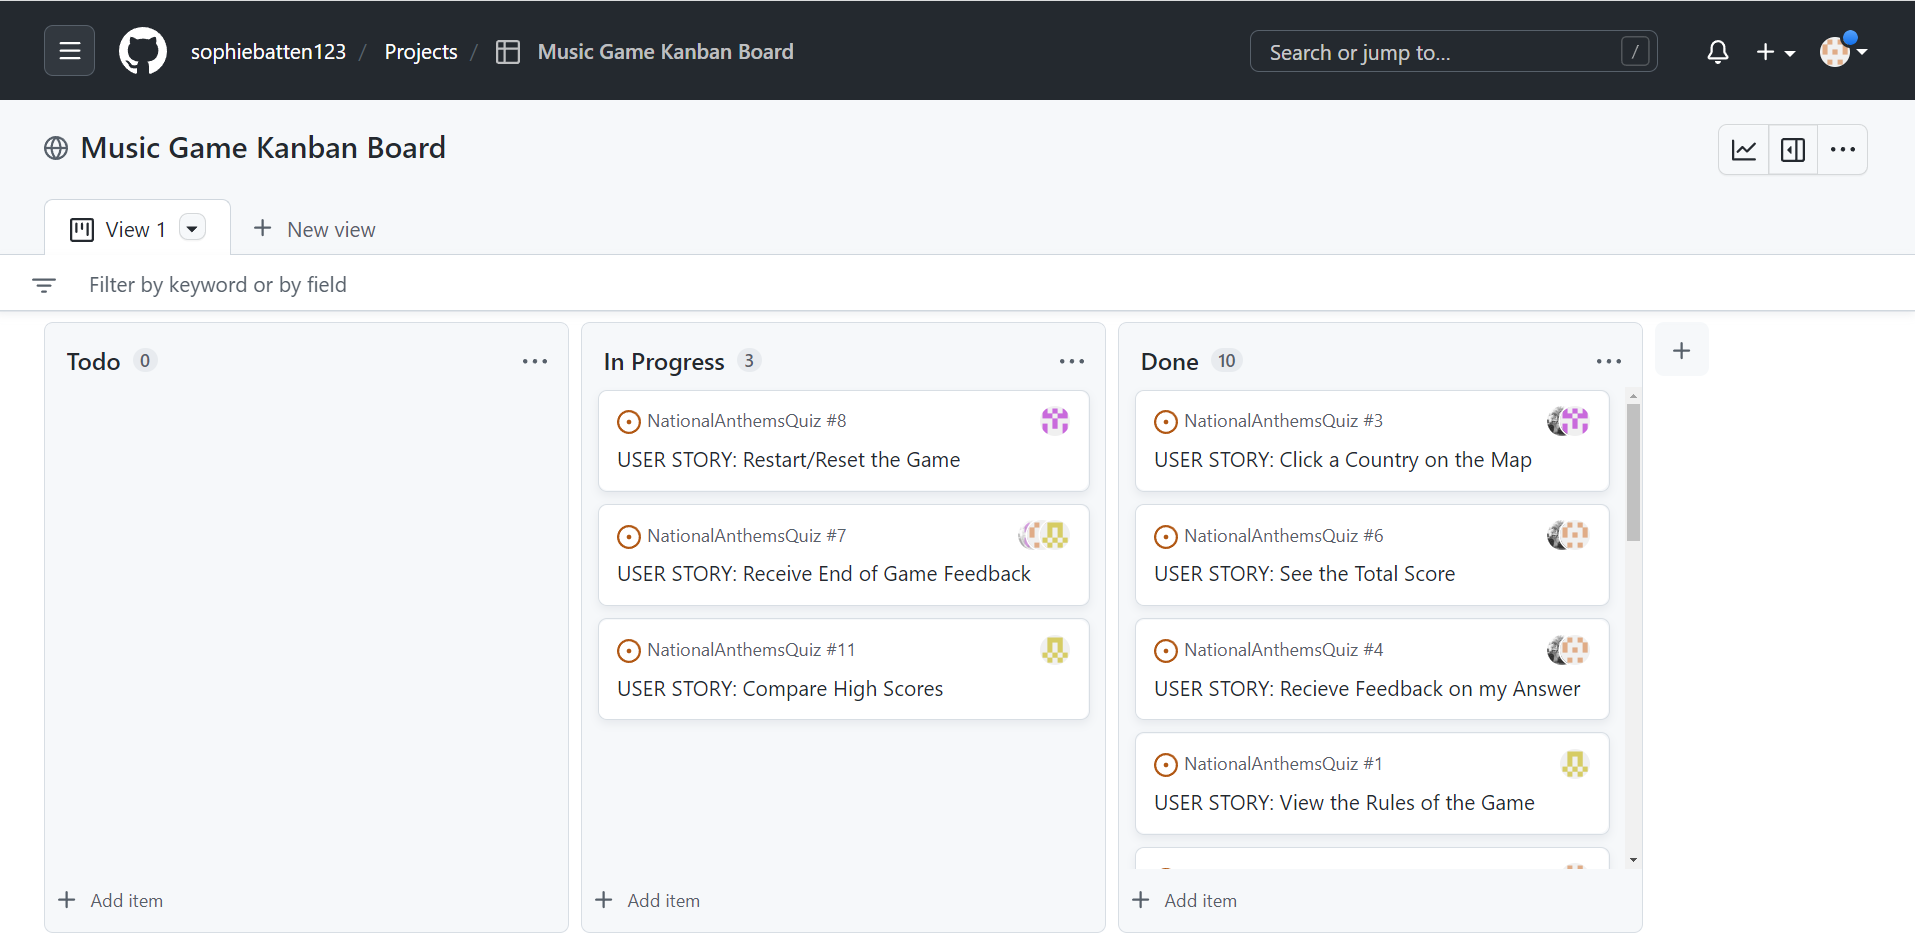 sophiebatten123 / Projects / Music Game Kanban Board
Search or jump to... /
Music Game Kanban Board
View 1
New view
Filter by keyword or by field
Todo 0
Add item
In Progress 3
NationalAnthemsQuiz #8
USER STORY: Restart/Reset the Game
NationalAnthemsQuiz #7
USER STORY: Receive End of Game Feedback
NationalAnthemsQuiz #11
USER STORY: Compare High Scores
Add item
Done 10
NationalAnthemsQuiz #3
USER STORY: Click a Country on the Map
NationalAnthemsQuiz #6
USER STORY: See the Total Score
NationalAnthemsQuiz #4
USER STORY: Recieve Feedback on my Answer
NationalAnthemsQuiz #1
USER STORY: View the Rules of the Game
Add item